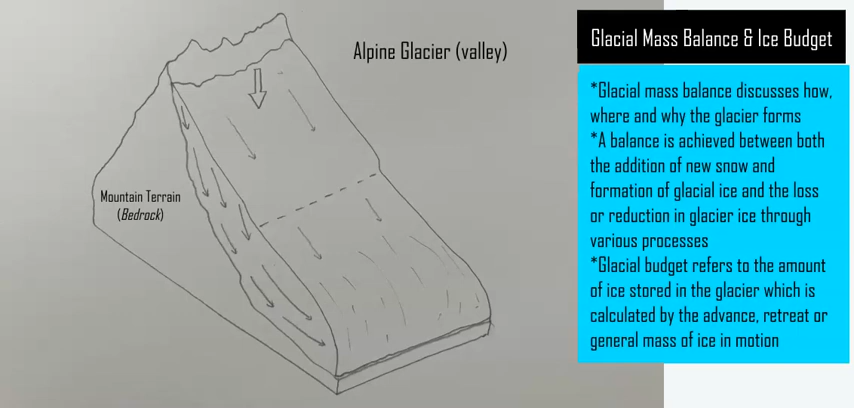 Alpine Glacier (valley)
Mountain Terrain
(Bedrock)
Glacial Mass Balance & Ice Budget
*Glacial mass balance discusses how,
where and why the glacier forms
*A balance is achieved between both
the addition of new snow and
formation of glacial ice and the loss
or reduction in glacier ice through
various processes
*Glacial budget refers to the amount
of ice stored in the glacier which is
calculated by the advance, retreat or
general mass of ice in motion